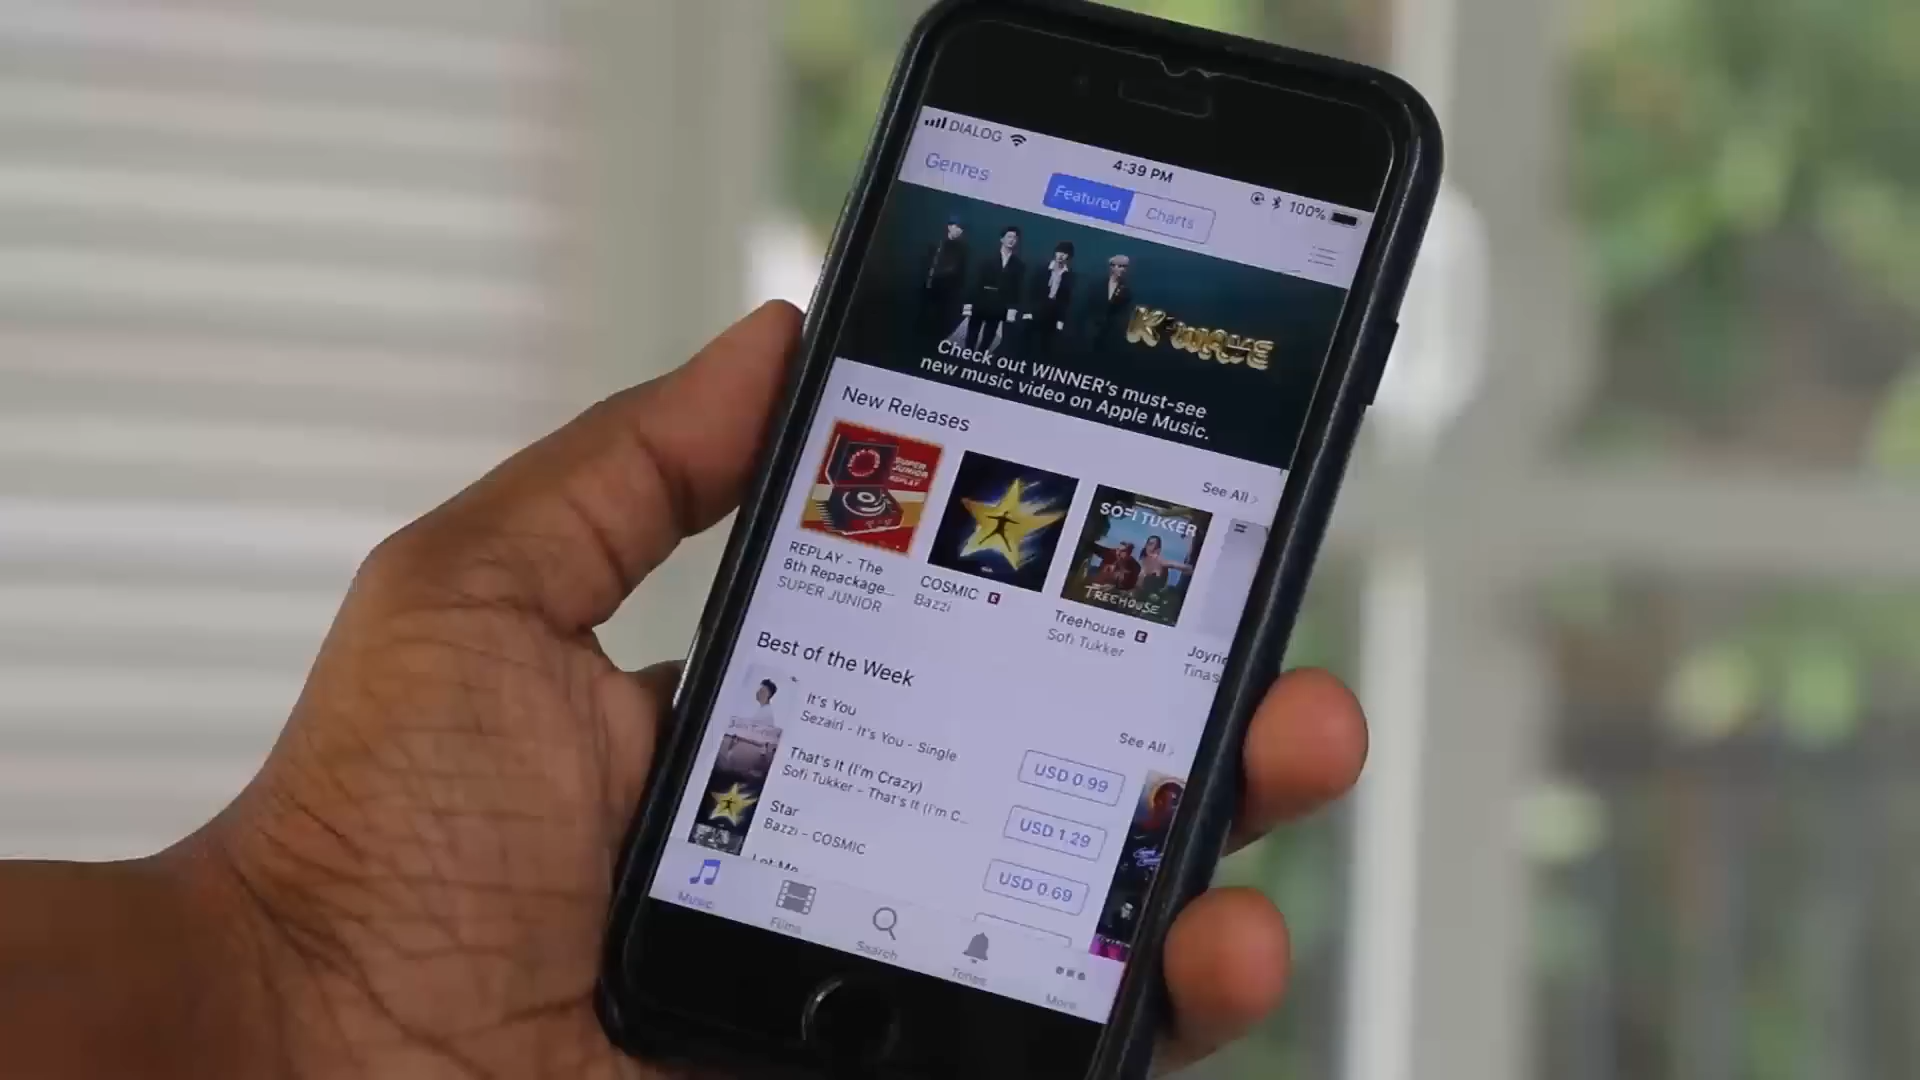 DIALOG
4:39 PM
100%
Genres
Featured
Charts
K·WAVE
Check out WINNER's must-see
new music video on Apple Music.
New Releases
See All
SUPER
JUNIOR
REPLAY
SOFI TUKKER
TREEHOUSE
REPLAY - The
8th Repackage...
SUPER JUNIOR
COSMIC E
Bazzi
Treehouse E
Sofi Tukker
Joyri
Tinas
Best of the Week
See All
It's You
Sezairi - It's You - Single
USD 0.99
That's It (I'm Crazy)
Sofi Tukker - That's It (I'm C...
USD 1.29
Star
Bazzi - COSMIC
USD 0.69
Let Me
Music
Films
Search
Tones
More